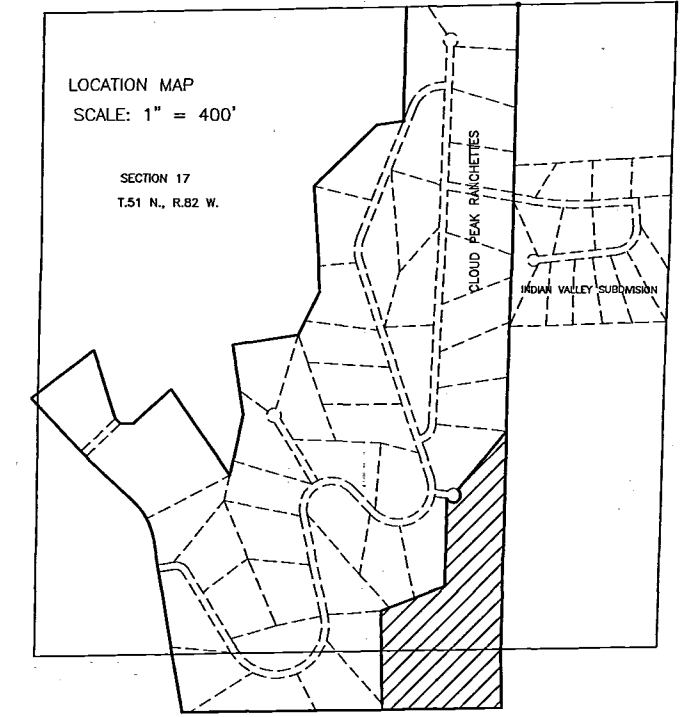 LOCATION MAP
SCALE: 1" = 400'
SECTION 17
T.51 N., R.82 W.
CLOUD PEAK RANCHETTES
INDIAN VALLEY SUBDIVISION